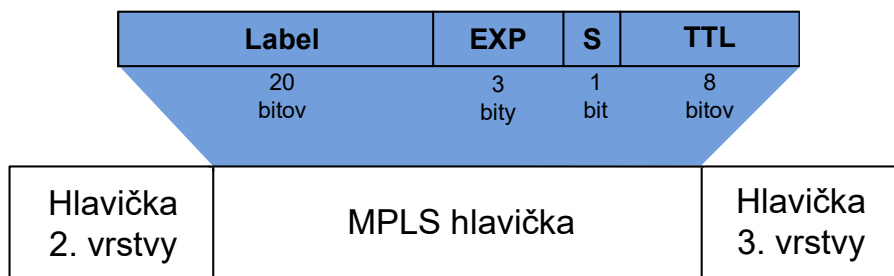 Label EXP S TTL
20 3 1 8
bitov bity bit bitov
Hlavička
2. vrstvy
MPLS hlavička
Hlavička
3. vrstvy